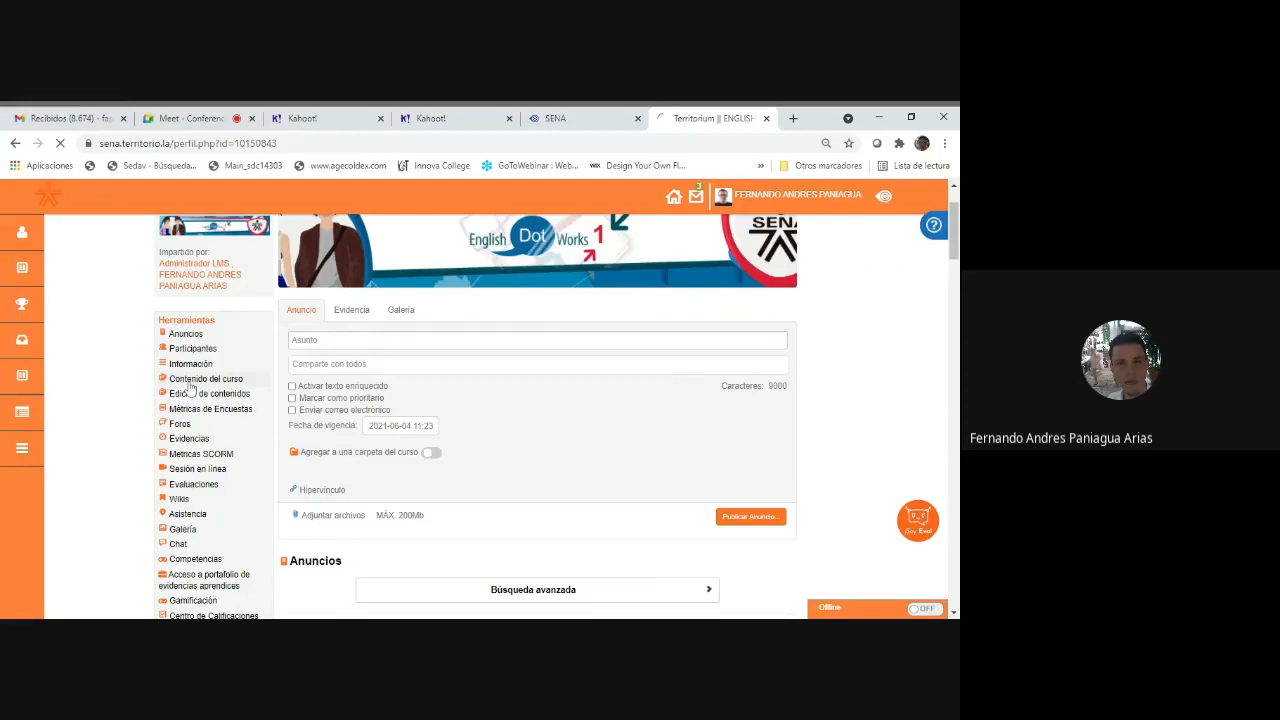 Recibidos (8.674) - fap
Meet - Conferenc
Kahoot!
Kahoot!
SENA
Territorium || ENGLISH
sena.territorio.la/perfil.php?id=10150843
Aplicaciones
Sedav - Búsqueda...
Main_sdc14303
www.agecoldex.com
Innova College
GoToWebinar : Web...
Design Your Own Fl...
Otros marcadores
Lista de lectura
3
FERNANDO ANDRES PANIAGUA
English Dot Works 1
SENA
Impartido por:
Administrador LMS ,
FERNANDO ANDRES
PANIAGUA ARIAS
Herramientas
Anuncios
Participantes
Información
Contenido del curso
Edición de contenidos
Métricas de Encuestas
Foros
Evidencias
Metricas SCORM
Sesión en línea
Evaluaciones
Wikis
Asistencia
Galería
Chat
Competencias
Acceso a portafolio de
evidencias aprendices
Gamificación
Centro de Calificaciones
Anuncio
Evidencia
Galería
Asunto
Comparte con todos
Activar texto enriquecido
Caracteres: 9000
Marcar como prioritario
Enviar correo electrónico
Fecha de vigencia:
2021-06-04 11:23
Agregar a una carpeta del curso
Hipervínculo
Adjuntar archivos
MÁX. 200Mb
Publicar Anuncio...
Anuncios
Búsqueda avanzada
¡Soy Eva!
Offline
OFF
Fernando Andres Paniagua Arias